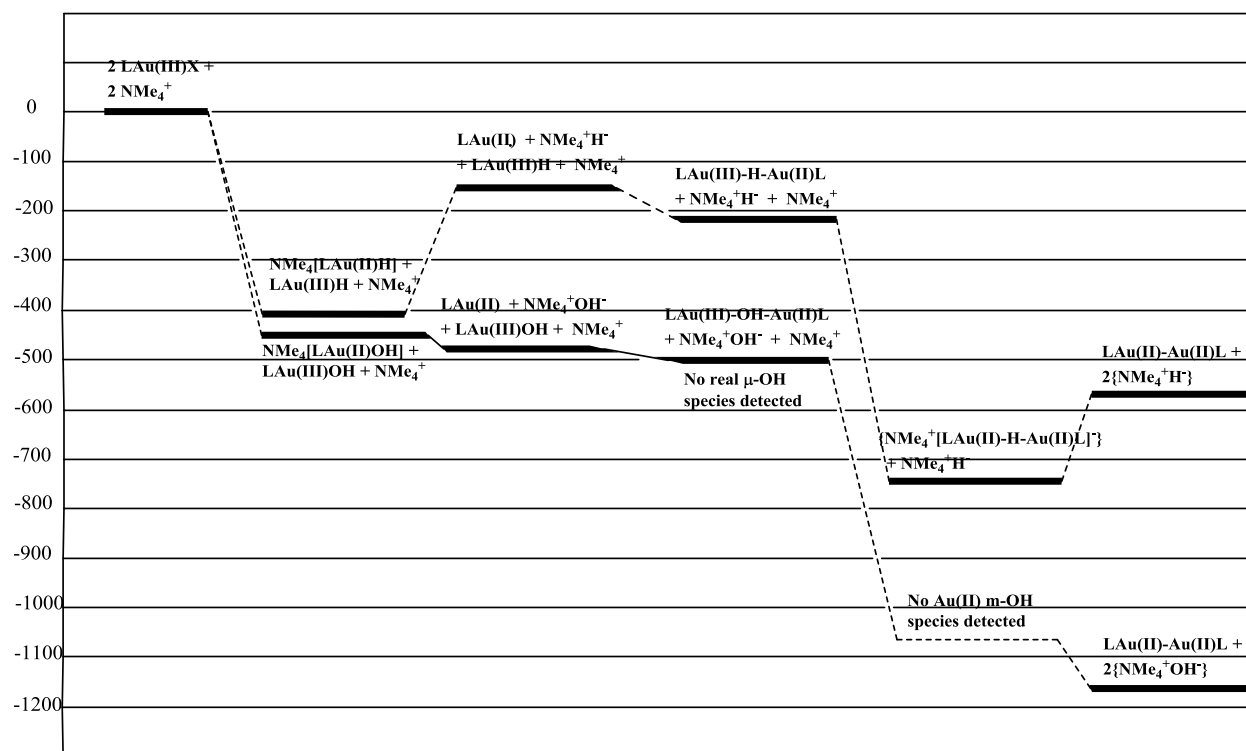 2 LAu(III)X +
2 NMe₄⁺
0
-100
-200
-300
-400
-500
-600
-700
-800
-900
-1000
-1100
-1200
LAu(II,) + NMe₄⁺H⁻
+ LAu(III)H + NMe₄⁺
LAu(III)-H-Au(II)L
+ NMe₄⁺H⁻ + NMe₄⁺
NMe₄[LAu(II)H] +
LAu(III)H + NMe₄⁺
LAu(II) + NMe₄⁺OH⁻
+ LAu(III)OH + NMe₄⁺
LAu(III)-OH-Au(II)L
+ NMe₄⁺OH⁻ + NMe₄⁺
NMe₄[LAu(II)OH] +
LAu(III)OH + NMe₄⁺
No real μ-OH
species detected
LAu(II)-Au(II)L +
2{NMe₄⁺H⁻}
{NMe₄⁺[LAu(II)-H-Au(II)L]⁻}
+ NMe₄⁺H⁻
No Au(II) m-OH
species detected
LAu(II)-Au(II)L +
2{NMe₄⁺OH⁻}